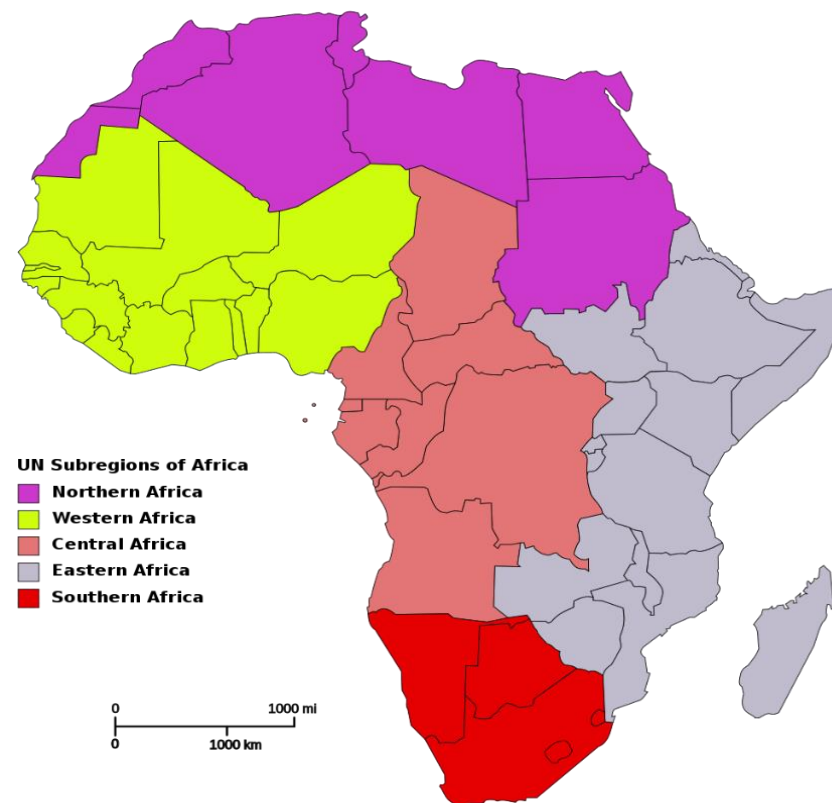 UN Subregions of Africa
Northern Africa
Western Africa
Central Africa
Eastern Africa
Southern Africa
0 1000 mi
0 1000 km